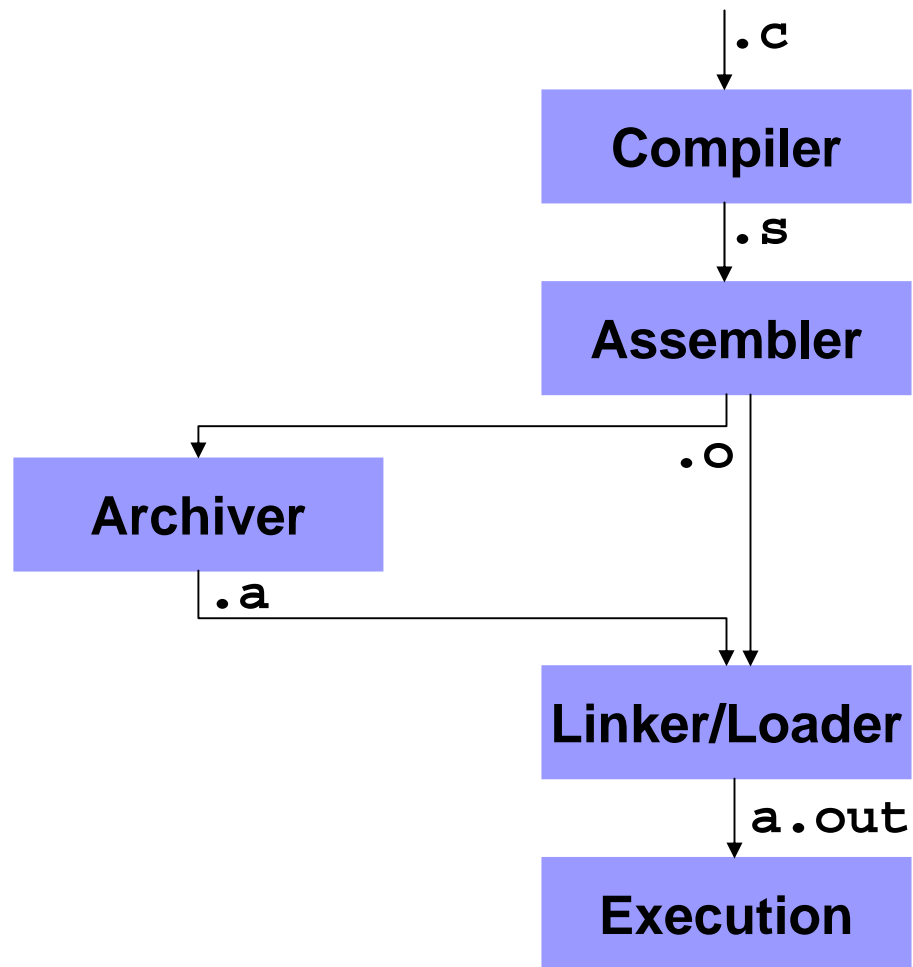 .c
Compiler
.s
Assembler
.o
Archiver
.a
Linker/Loader
a.out
Execution